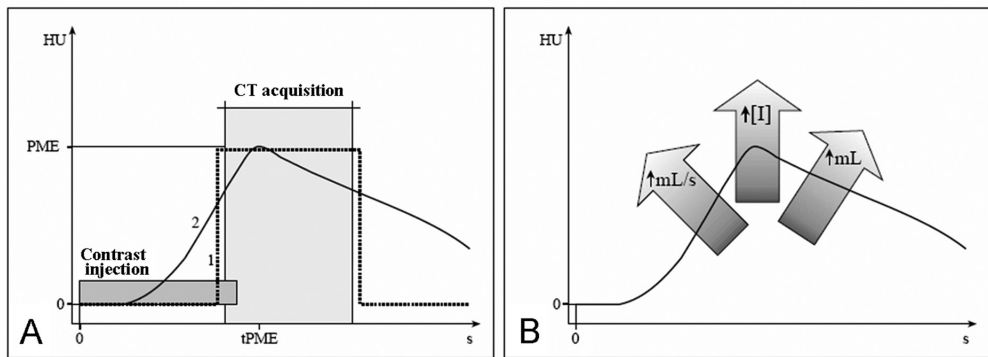 HU
CT acquisition
PME
2
1
Contrast
injection
0
A
0
tPME
s
HU
↑[I]
↑mL/s
↑mL
0
B
0
s